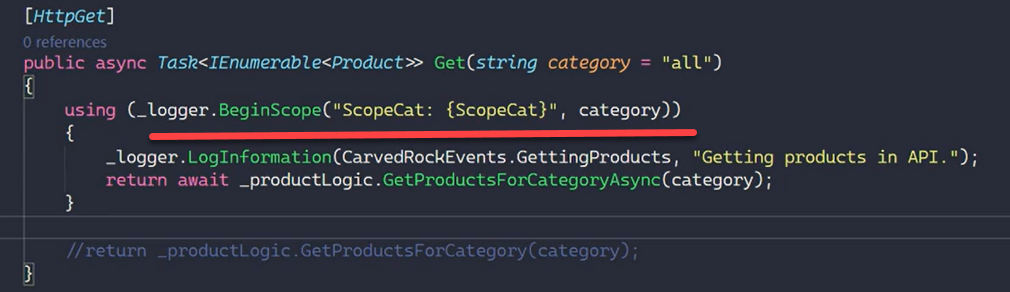 [HttpGet]
0 references
public async Task<IEnumerable<Product>> Get(string category = "all")
{
using (_logger.BeginScope("ScopeCat: {ScopeCat}", category))
{
_logger.LogInformation(CarvedRockEvents.GettingProducts, "Getting products in API.");
return await _productLogic.GetProductsForCategoryAsync(category);
}
//return _productLogic.GetProductsForCategory(category);
}